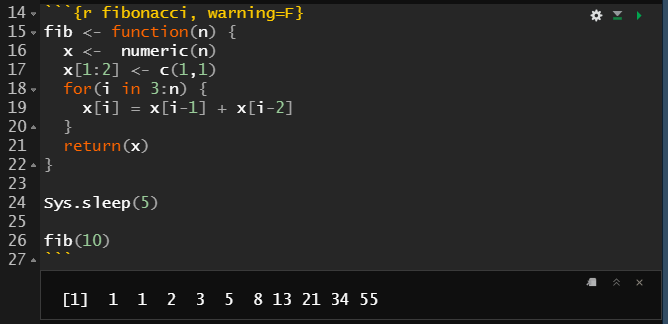 14 ```{r fibonacci, warning=F}
15 fib <- function(n) {
16   x <-  numeric(n)
17   x[1:2] <- c(1,1)
18   for(i in 3:n) {
19     x[i] = x[i-1] + x[i-2]
20   }
21   return(x)
22 }
23
24 Sys.sleep(5)
25
26 fib(10)
27 ```
[1]  1  1  2  3  5  8 13 21 34 55